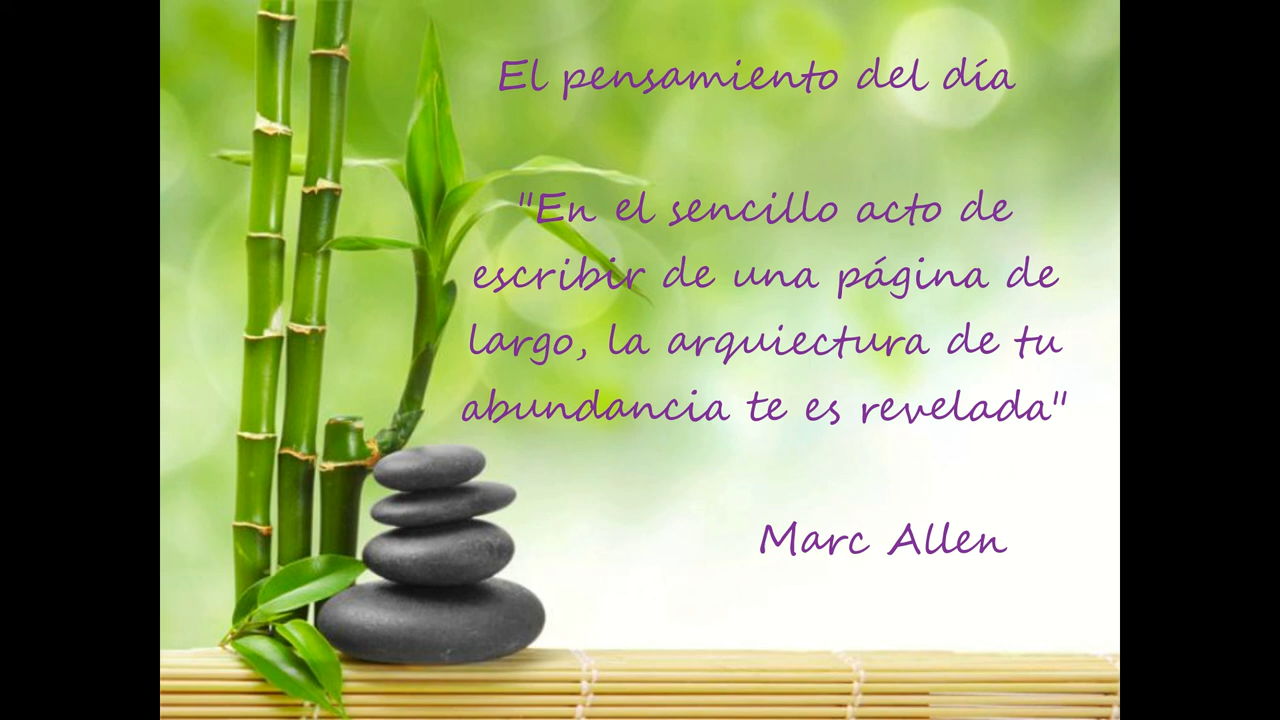 El pensamiento del día
"En el sencillo acto de
escribir de una página de
largo, la arquiectura de tu
abundancia te es revelada"
Marc Allen